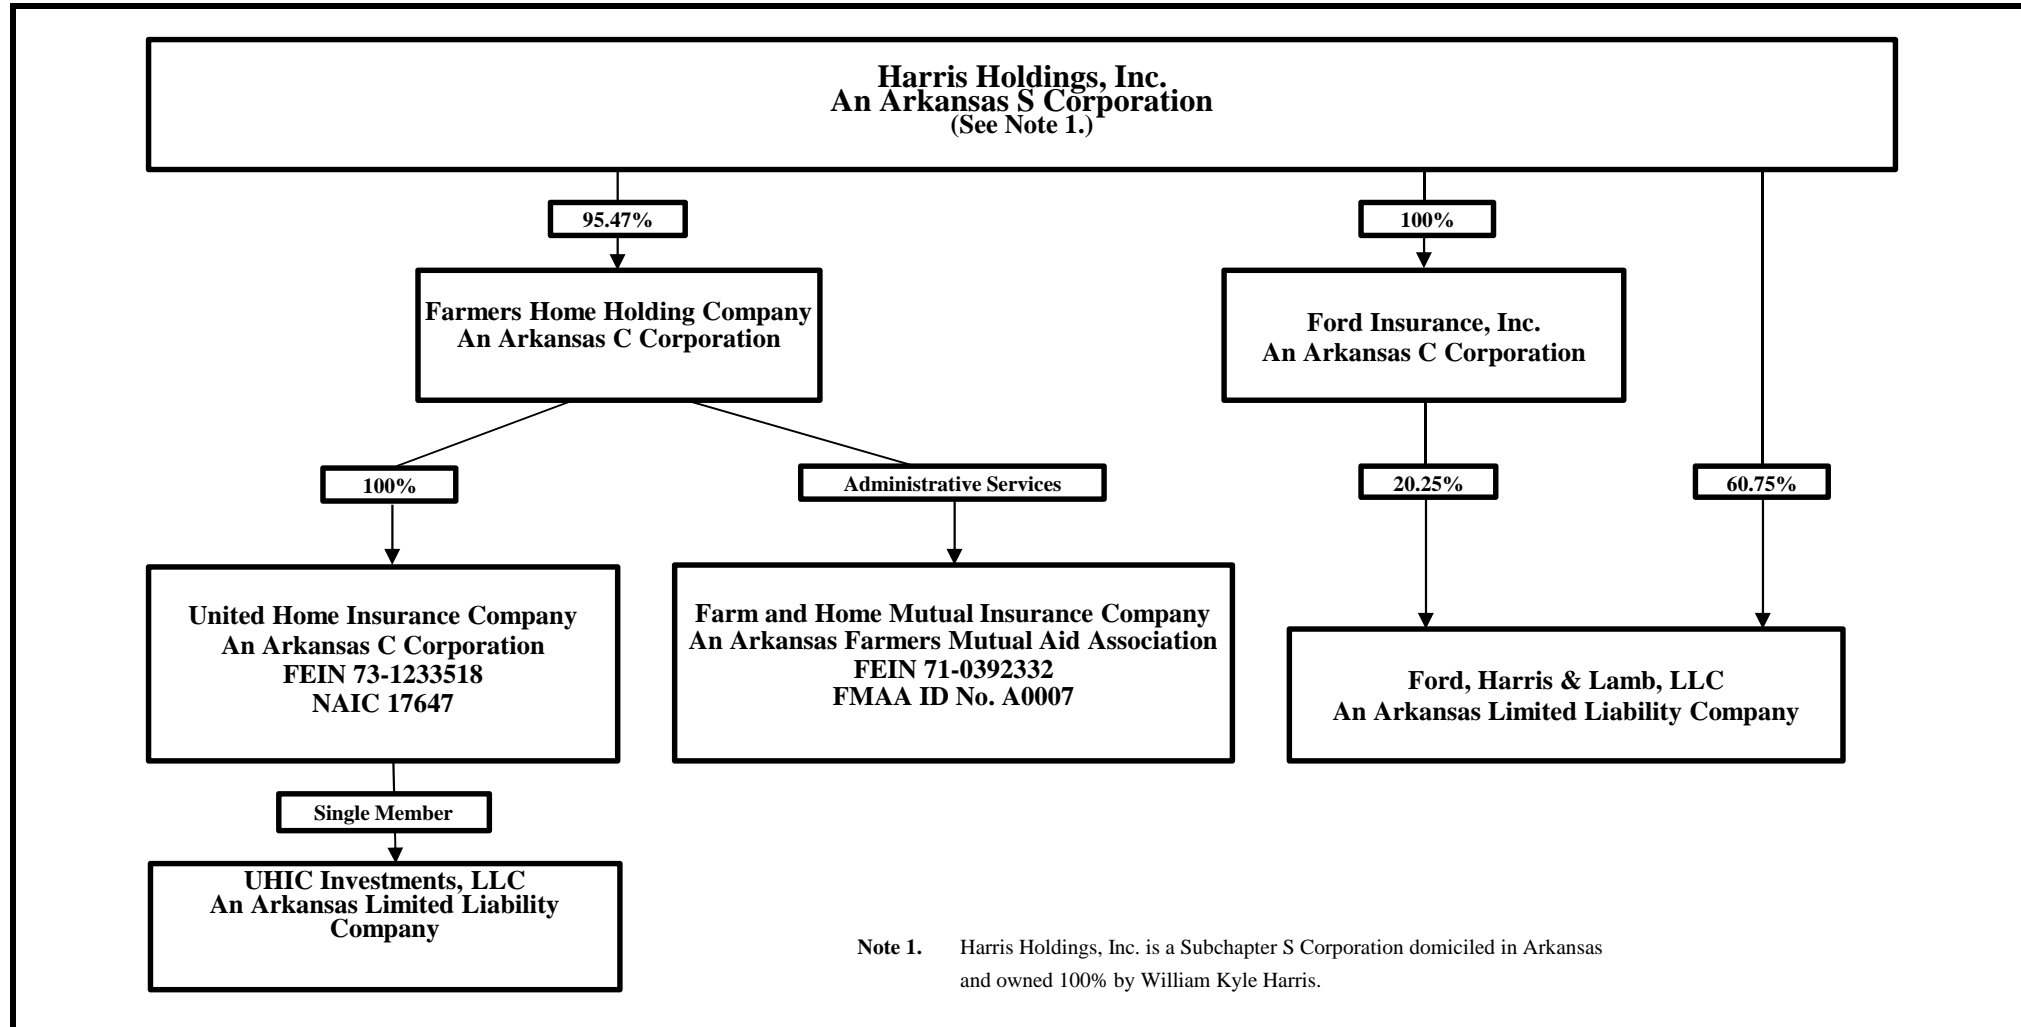 Harris Holdings, Inc.
An Arkansas S Corporation
(See Note 1.)
95.47%
100%
Farmers Home Holding Company
An Arkansas C Corporation
Ford Insurance, Inc.
An Arkansas C Corporation
100%
Administrative Services
20.25%
60.75%
United Home Insurance Company
An Arkansas C Corporation
FEIN 73-1233518
NAIC 17647
Farm and Home Mutual Insurance Company
An Arkansas Farmers Mutual Aid Association
FEIN 71-0392332
FMAA ID No. A0007
Ford, Harris & Lamb, LLC
An Arkansas Limited Liability Company
Single Member
UHIC Investments, LLC
An Arkansas Limited Liability
Company
Note 1. Harris Holdings, Inc. is a Subchapter S Corporation domiciled in Arkansas
and owned 100% by William Kyle Harris.